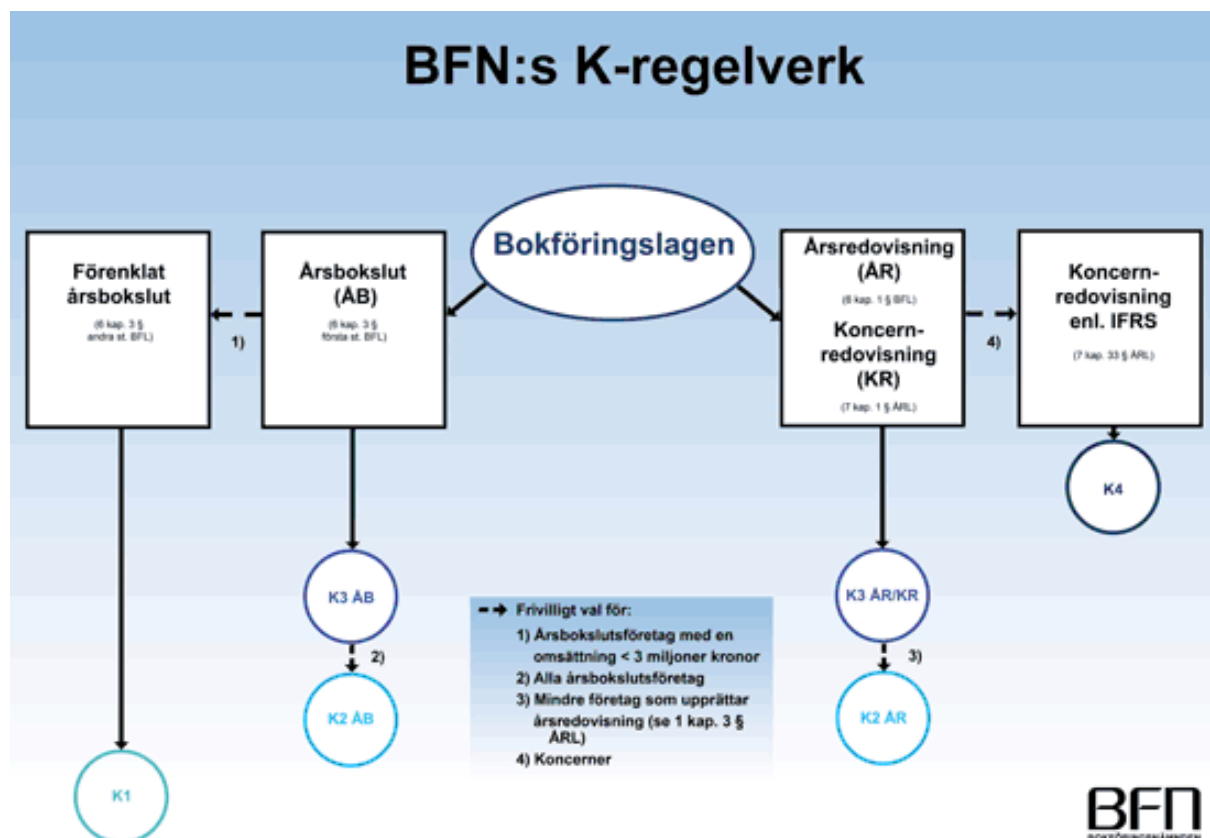 BFN:s K-regelverk
Bokföringslagen
Förenklat
årsbokslut
(6 kap. 3 §
andra st. BFL)
1)
Årsbokslut
(ÅB)
(6 kap. 3 §
första st. BFL)
Årsredovisning
(ÅR)
(6 kap. 1 § BFL)
Koncern-
redovisning
(KR)
(7 kap. 1 § ÅRL)
4)
Koncern-
redovisning
enl. IFRS
(7 kap. 33 § ÅRL)
K4
K3 ÅB
2)
K2 ÅB
K3 ÅR/KR
3)
K2 ÅR
K1
Frivilligt val för:
1) Årsbokslutsföretag med en
omsättning < 3 miljoner kronor
2) Alla årsbokslutsföretag
3) Mindre företag som upprättar
årsredovisning (se 1 kap. 3 §
ÅRL)
4) Koncerner
BFN
BOKFÖRINGSNÄMNDEN